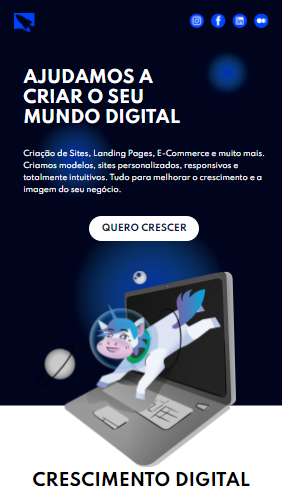 AJUDAMOS A
CRIAR O SEU
MUNDO DIGITAL
Criação de Sites, Landing Pages, E-Commerce e muito mais.
Criamos modelos, sites personalizados, responsivos e
totalmente intuitivos. Tudo para melhorar o crescimento e a
imagem do seu negócio.
QUERO CRESCER
CRESCIMENTO DIGITAL